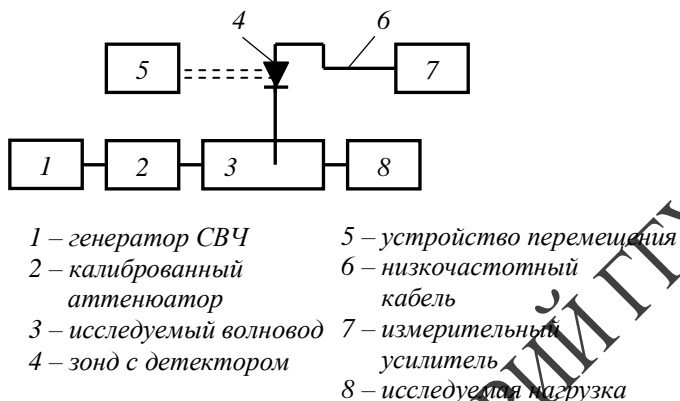 4
6
5
7
1
2
3
8
1 – генератор СВЧ
2 – калиброванный
аттенюатор
3 – исследуемый волновод
4 – зонд с детектором
5 – устройство перемещения
6 – низкочастотный
кабель
7 – измерительный
усилитель
8 – исследуемая нагрузка